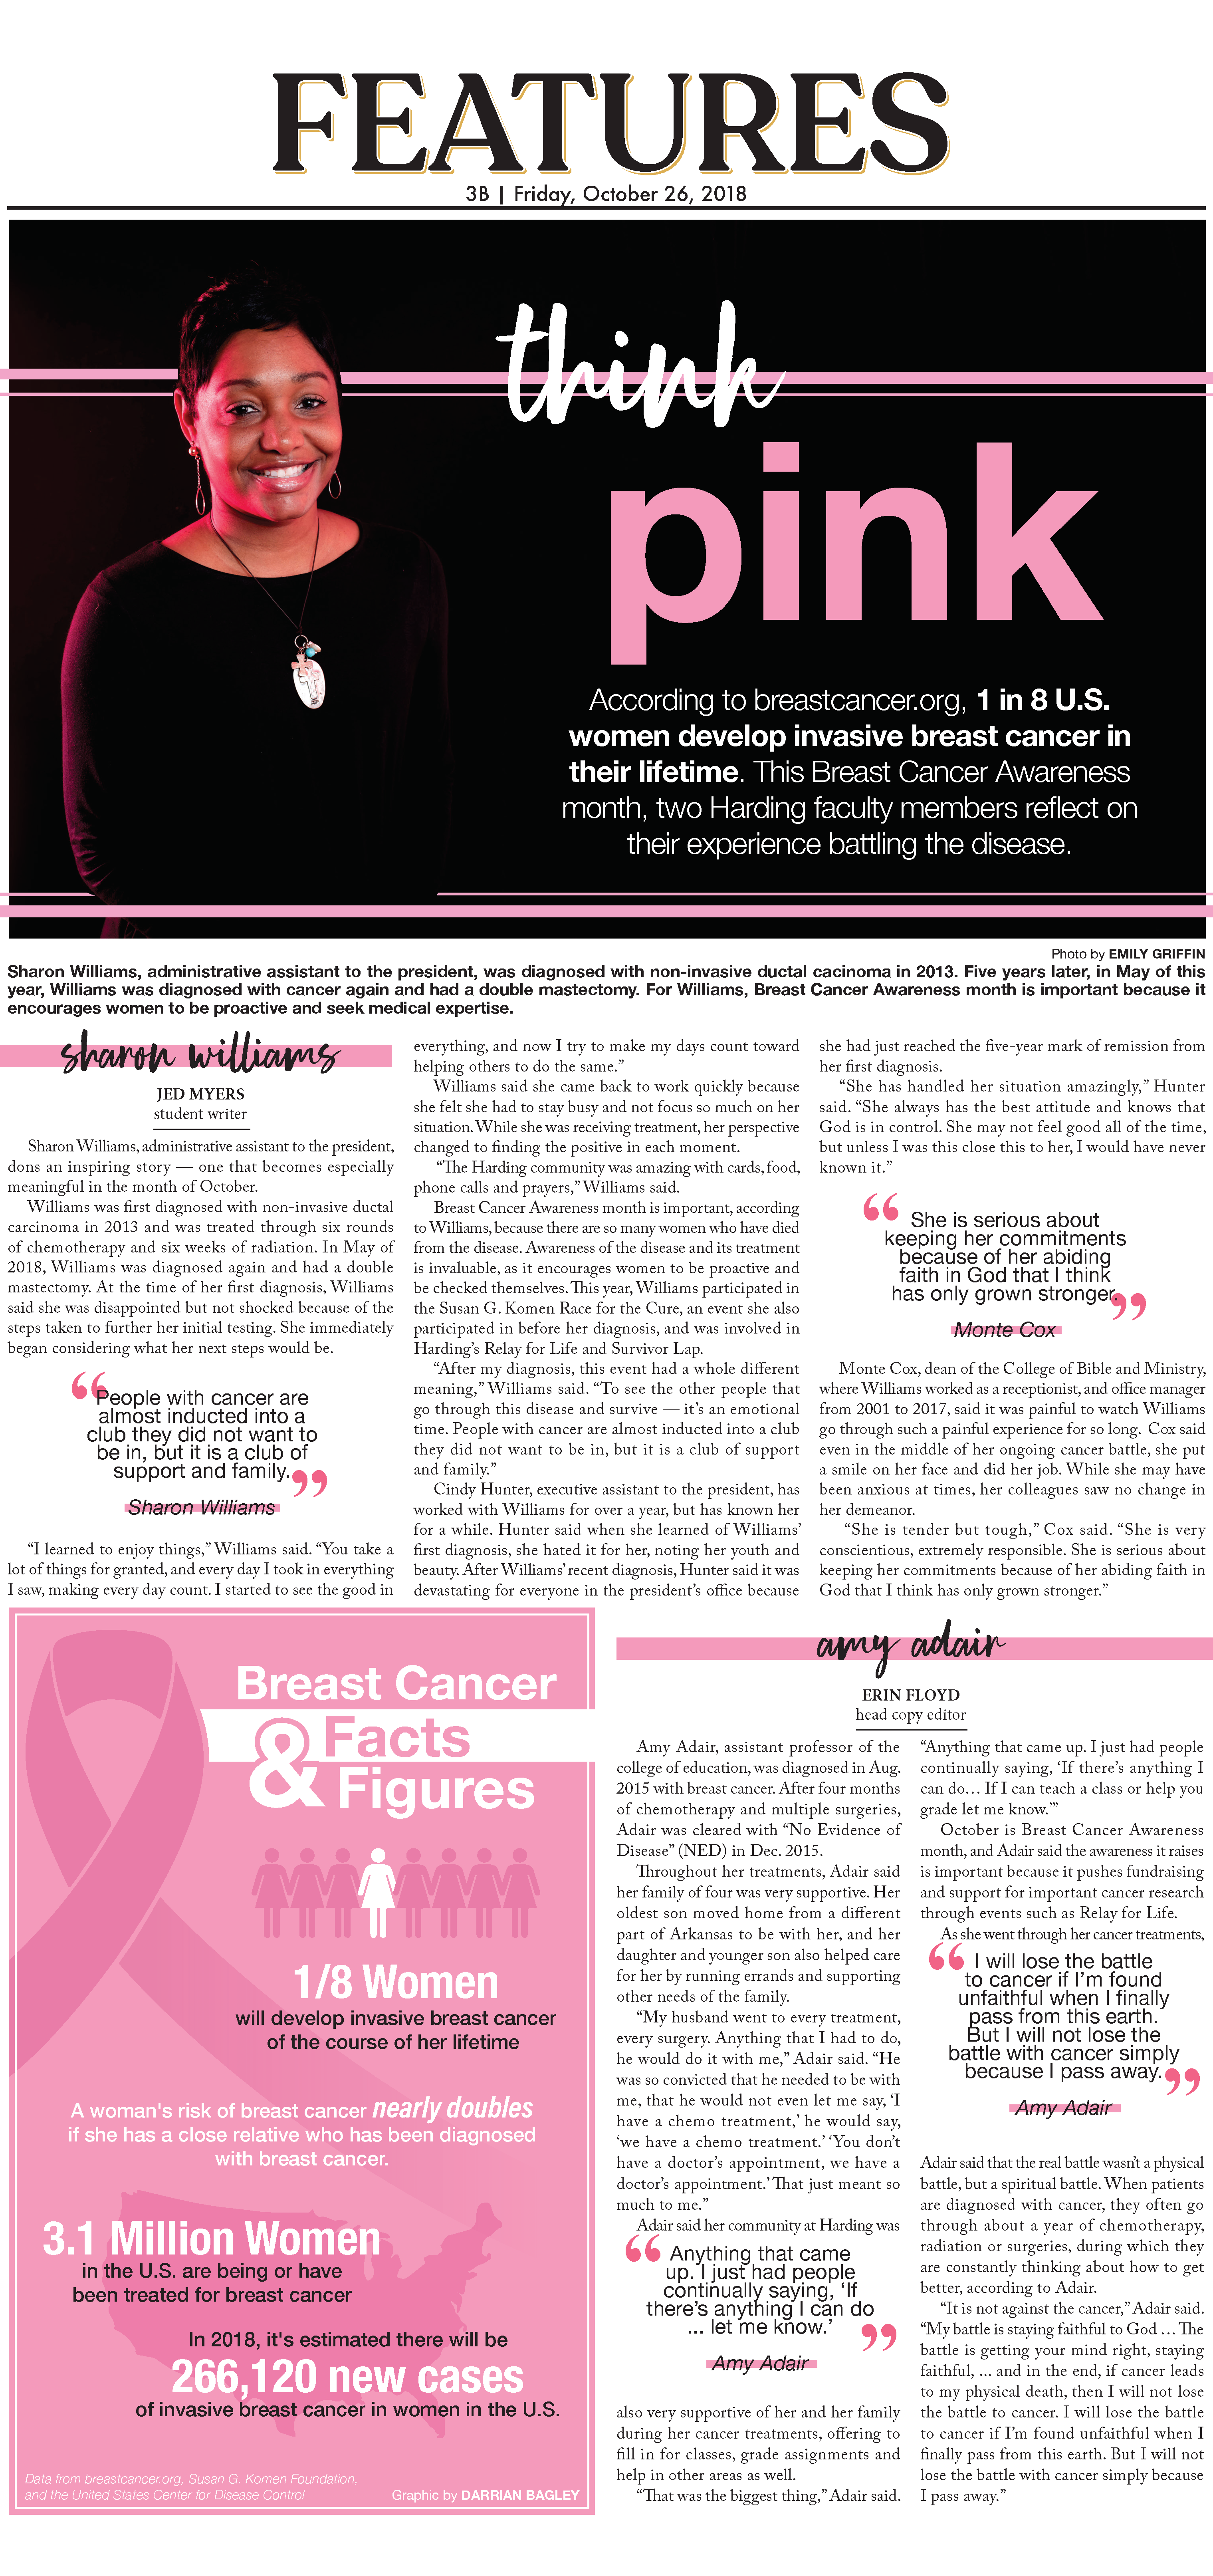 FEATURES
3B | Friday, October 26, 2018
think
pink
According to breastcancer.org, 1 in 8 U.S.
women develop invasive breast cancer in
their lifetime. This Breast Cancer Awareness
month, two Harding faculty members reflect on
their experience battling the disease.
Photo by EMILY GRIFFIN
Sharon Williams, administrative assistant to the president, was diagnosed with non-invasive ductal cacinoma in 2013. Five years later, in May of this
year, Williams was diagnosed with cancer again and had a double mastectomy. For Williams, Breast Cancer Awareness month is important because it
encourages women to be proactive and seek medical expertise.
sharon williams
JED MYERS
student writer
Sharon Williams, administrative assistant to the president,
dons an inspiring story — one that becomes especially
meaningful in the month of October.
Williams was first diagnosed with non-invasive ductal
carcinoma in 2013 and was treated through six rounds
of chemotherapy and six weeks of radiation. In May of
2018, Williams was diagnosed again and had a double
mastectomy. At the time of her first diagnosis, Williams
said she was disappointed but not shocked because of the
steps taken to further her initial testing. She immediately
began considering what her next steps would be.
“People with cancer are
almost inducted into a
club they did not want to
be in, but it is a club of
support and family.”
Sharon Williams
“I learned to enjoy things,” Williams said. “You take a
lot of things for granted, and every day I took in everything
I saw, making every day count. I started to see the good in
everything, and now I try to make my days count toward
helping others to do the same.”
Williams said she came back to work quickly because
she felt she had to stay busy and not focus so much on her
situation. While she was receiving treatment, her perspective
changed to finding the positive in each moment.
“The Harding community was amazing with cards, food,
phone calls and prayers,” Williams said.
Breast Cancer Awareness month is important, according
to Williams, because there are so many women who have died
from the disease. Awareness of the disease and its treatment
is invaluable, as it encourages women to be proactive and
be checked themselves. This year, Williams participated in
the Susan G. Komen Race for the Cure, an event she also
participated in before her diagnosis, and was involved in
Harding’s Relay for Life and Survivor Lap.
“After my diagnosis, this event had a whole different
meaning,” Williams said. “To see the other people that
go through this disease and survive — it’s an emotional
time. People with cancer are almost inducted into a club
they did not want to be in, but it is a club of support
and family.”
Cindy Hunter, executive assistant to the president, has
worked with Williams for over a year, but has known her
for a while. Hunter said when she learned of Williams’
first diagnosis, she hated it for her, noting her youth and
beauty. After Williams’ recent diagnosis, Hunter said it was
devastating for everyone in the president’s office because
she had just reached the five-year mark of remission from
her first diagnosis.
“She has handled her situation amazingly,” Hunter
said. “She always has the best attitude and knows that
God is in control. She may not feel good all of the time,
but unless I was this close this to her, I would have never
known it.”
“She is serious about
keeping her commitments
because of her abiding
faith in God that I think
has only grown stronger.”
Monte Cox
Monte Cox, dean of the College of Bible and Ministry,
where Williams worked as a receptionist, and office manager
from 2001 to 2017, said it was painful to watch Williams
go through such a painful experience for so long. Cox said
even in the middle of her ongoing cancer battle, she put
a smile on her face and did her job. While she may have
been anxious at times, her colleagues saw no change in
her demeanor.
“She is tender but tough,” Cox said. “She is very
conscientious, extremely responsible. She is serious about
keeping her commitments because of her abiding faith in
God that I think has only grown stronger.”
Breast Cancer
& Facts
Figures
1/8 Women
will develop invasive breast cancer
of the course of her lifetime
A woman's risk of breast cancer nearly doubles
if she has a close relative who has been diagnosed
with breast cancer.
3.1 Million Women
in the U.S. are being or have
been treated for breast cancer
In 2018, it's estimated there will be
266,120 new cases
of invasive breast cancer in women in the U.S.
Data from breastcancer.org, Susan G. Komen Foundation,
and the United States Center for Disease Control
Graphic by DARRIAN BAGLEY
amy adair
ERIN FLOYD
head copy editor
Amy Adair, assistant professor of the
college of education, was diagnosed in Aug.
2015 with breast cancer. After four months
of chemotherapy and multiple surgeries,
Adair was cleared with “No Evidence of
Disease” (NED) in Dec. 2015.
Throughout her treatments, Adair said
her family of four was very supportive. Her
oldest son moved home from a different
part of Arkansas to be with her, and her
daughter and younger son also helped care
for her by running errands and supporting
other needs of the family.
“My husband went to every treatment,
every surgery. Anything that I had to do,
he would do it with me,” Adair said. “He
was so convicted that he needed to be with
me, that he would not even let me say, ‘I
have a chemo treatment,’ he would say,
‘we have a chemo treatment.’ ‘You don’t
have a doctor’s appointment, we have a
doctor’s appointment.’ That just meant so
much to me.”
Adair said her community at Harding was
“Anything that came
up. I just had people
continually saying, ‘If
there’s anything I can do
... let me know.’”
Amy Adair
also very supportive of her and her family
during her cancer treatments, offering to
fill in for classes, grade assignments and
help in other areas as well.
“That was the biggest thing,” Adair said.
“Anything that came up. I just had people
continually saying, ‘If there’s anything I
can do… If I can teach a class or help you
grade let me know.’”
October is Breast Cancer Awareness
month, and Adair said the awareness it raises
is important because it pushes fundraising
and support for important cancer research
through events such as Relay for Life.
As she went through her cancer treatments,
“I will lose the battle
to cancer if I’m found
unfaithful when I finally
pass from this earth.
But I will not lose the
battle with cancer simply
because I pass away.”
Amy Adair
Adair said that the real battle wasn’t a physical
battle, but a spiritual battle. When patients
are diagnosed with cancer, they often go
through about a year of chemotherapy,
radiation or surgeries, during which they
are constantly thinking about how to get
better, according to Adair.
“It is not against the cancer,” Adair said.
“My battle is staying faithful to God … The
battle is getting your mind right, staying
faithful, ... and in the end, if cancer leads
to my physical death, then I will not lose
the battle to cancer. I will lose the battle
to cancer if I’m found unfaithful when I
finally pass from this earth. But I will not
lose the battle with cancer simply because
I pass away.”